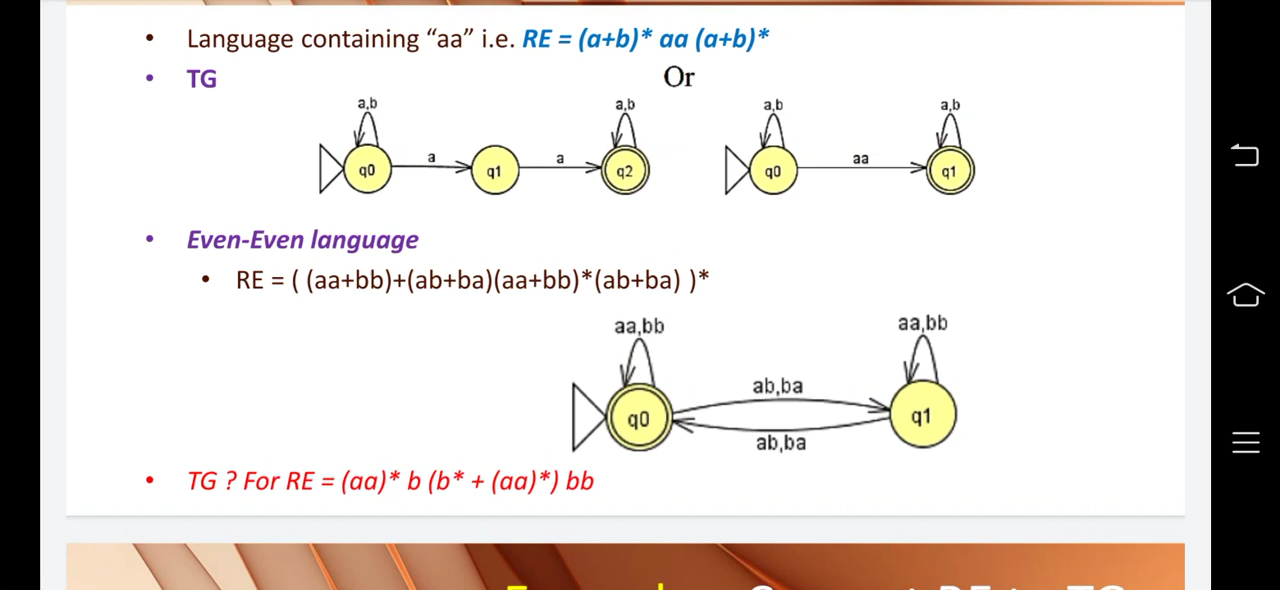 • Language containing “aa” i.e. RE = (a+b)* aa (a+b)*
• TG
Or
a,b a,b a,b a,b
q0 a q1 a q2 q0 aa q1
• Even-Even language
• RE = ( (aa+bb)+(ab+ba)(aa+bb)*(ab+ba) )*
aa,bb aa,bb
ab,ba
q0 q1
ab,ba
• TG ? For RE = (aa)* b (b* + (aa)*) bb